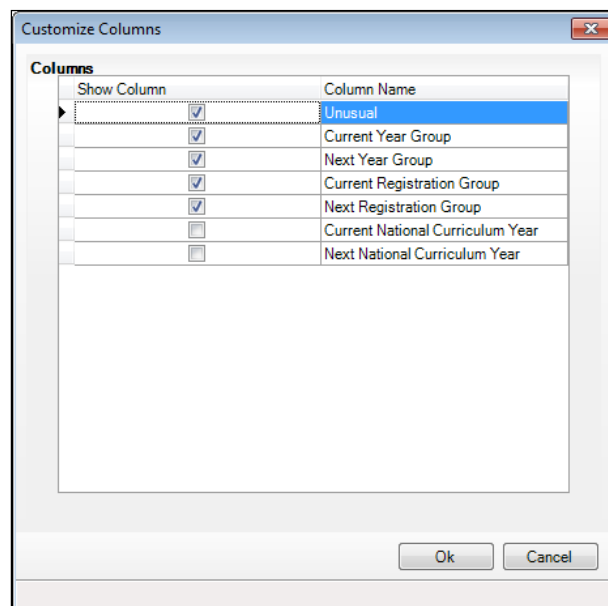 Customize Columns
Columns
Show Column Column Name
Unusual
Current Year Group
Next Year Group
Current Registration Group
Next Registration Group
Current National Curriculum Year
Next National Curriculum Year
Ok Cancel